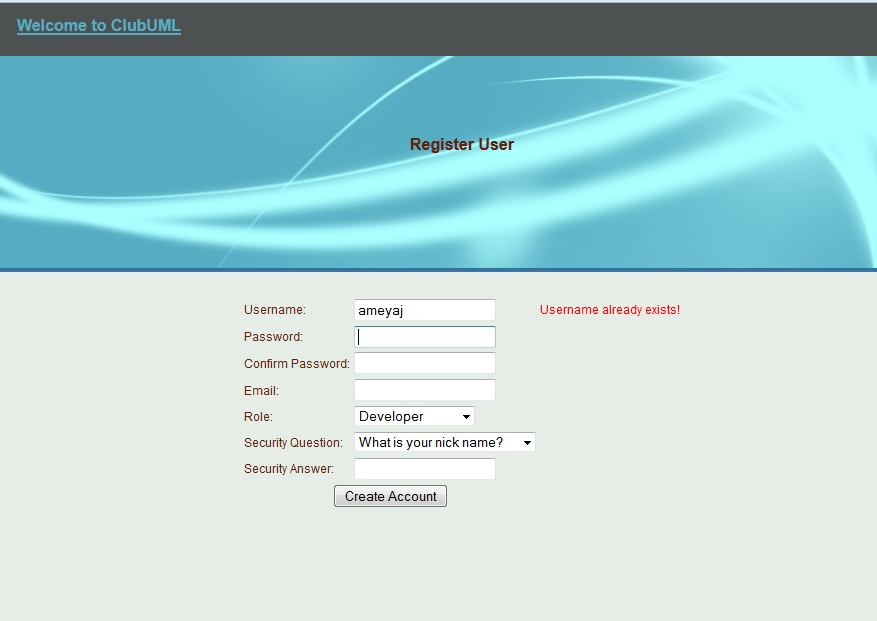 Welcome to ClubUML
Register User
Username: ameyaj Username already exists!
Password:
Confirm Password:
Email:
Role: Developer
Security Question: What is your nick name?
Security Answer:
Create Account